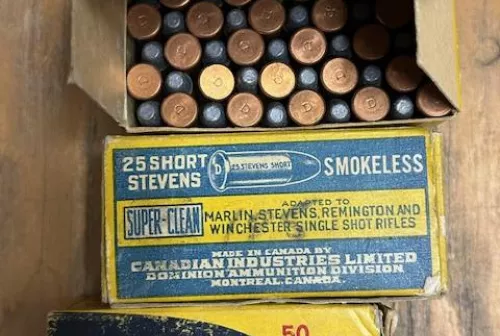 D D D D D D D D D D D
25 SHORT
STEVENS
D 25 STEVENS SHORT
SMOKELESS
SUPER-CLEAN
ADAPTED TO
MARLIN, STEVENS, REMINGTON AND
WINCHESTER SINGLE SHOT RIFLES
MADE IN CANADA BY
CANADIAN INDUSTRIES LIMITED
DOMINION AMMUNITION DIVISION
MONTREAL, CANADA.
50